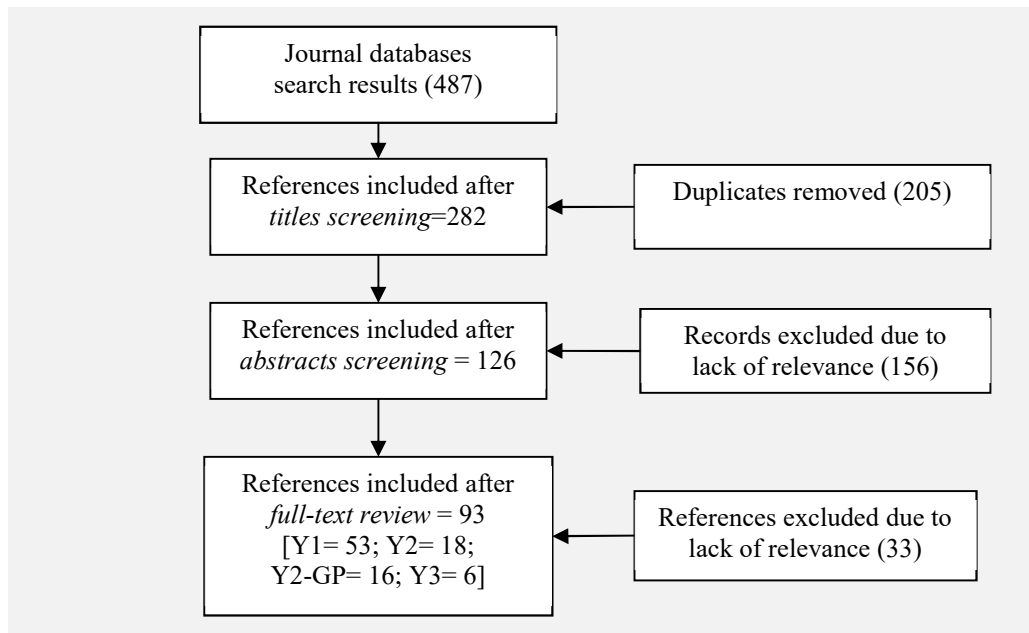 Journal databases
search results (487)
References included after
titles screening=282
Duplicates removed (205)
References included after
abstracts screening = 126
Records excluded due to
lack of relevance (156)
References included after
full-text review = 93
[Y1= 53; Y2= 18;
Y2-GP= 16; Y3= 6]
References excluded due to
lack of relevance (33)